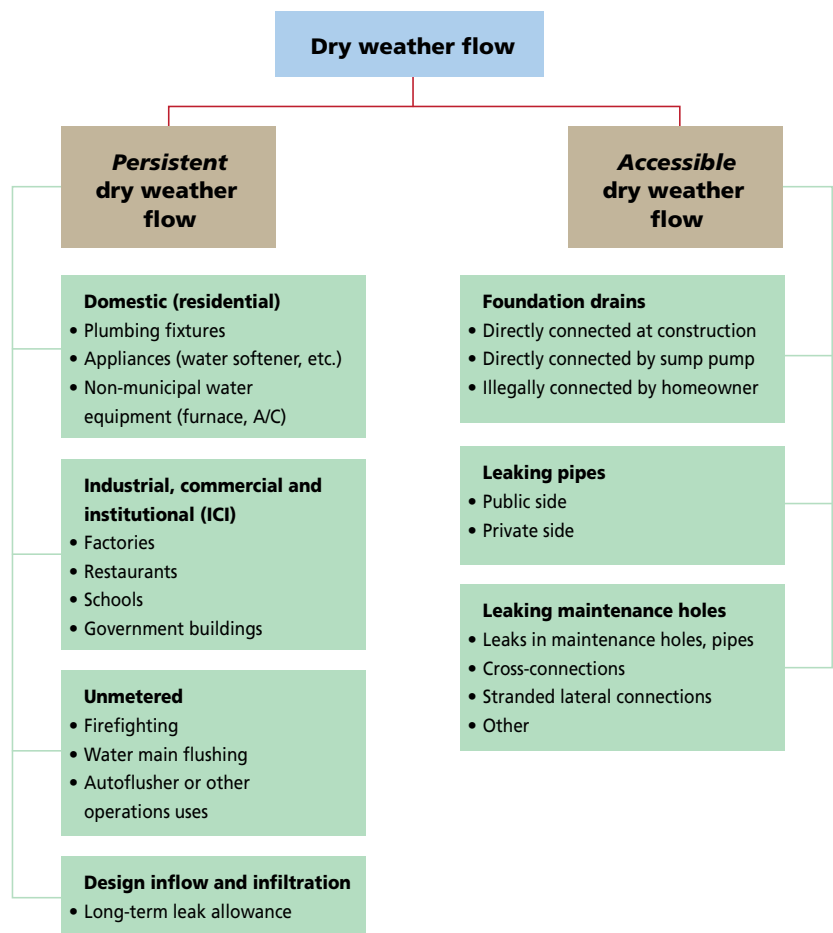 Dry weather flow
Persistent
dry weather
flow
Domestic (residential)
• Plumbing fixtures
• Appliances (water softener, etc.)
• Non-municipal water
equipment (furnace, A/C)
Industrial, commercial and
institutional (ICI)
• Factories
• Restaurants
• Schools
• Government buildings
Unmetered
• Firefighting
• Water main flushing
• Autoflusher or other
operations uses
Design inflow and infiltration
• Long-term leak allowance
Accessible
dry weather
flow
Foundation drains
• Directly connected at construction
• Directly connected by sump pump
• Illegally connected by homeowner
Leaking pipes
• Public side
• Private side
Leaking maintenance holes
• Leaks in maintenance holes, pipes
• Cross-connections
• Stranded lateral connections
• Other